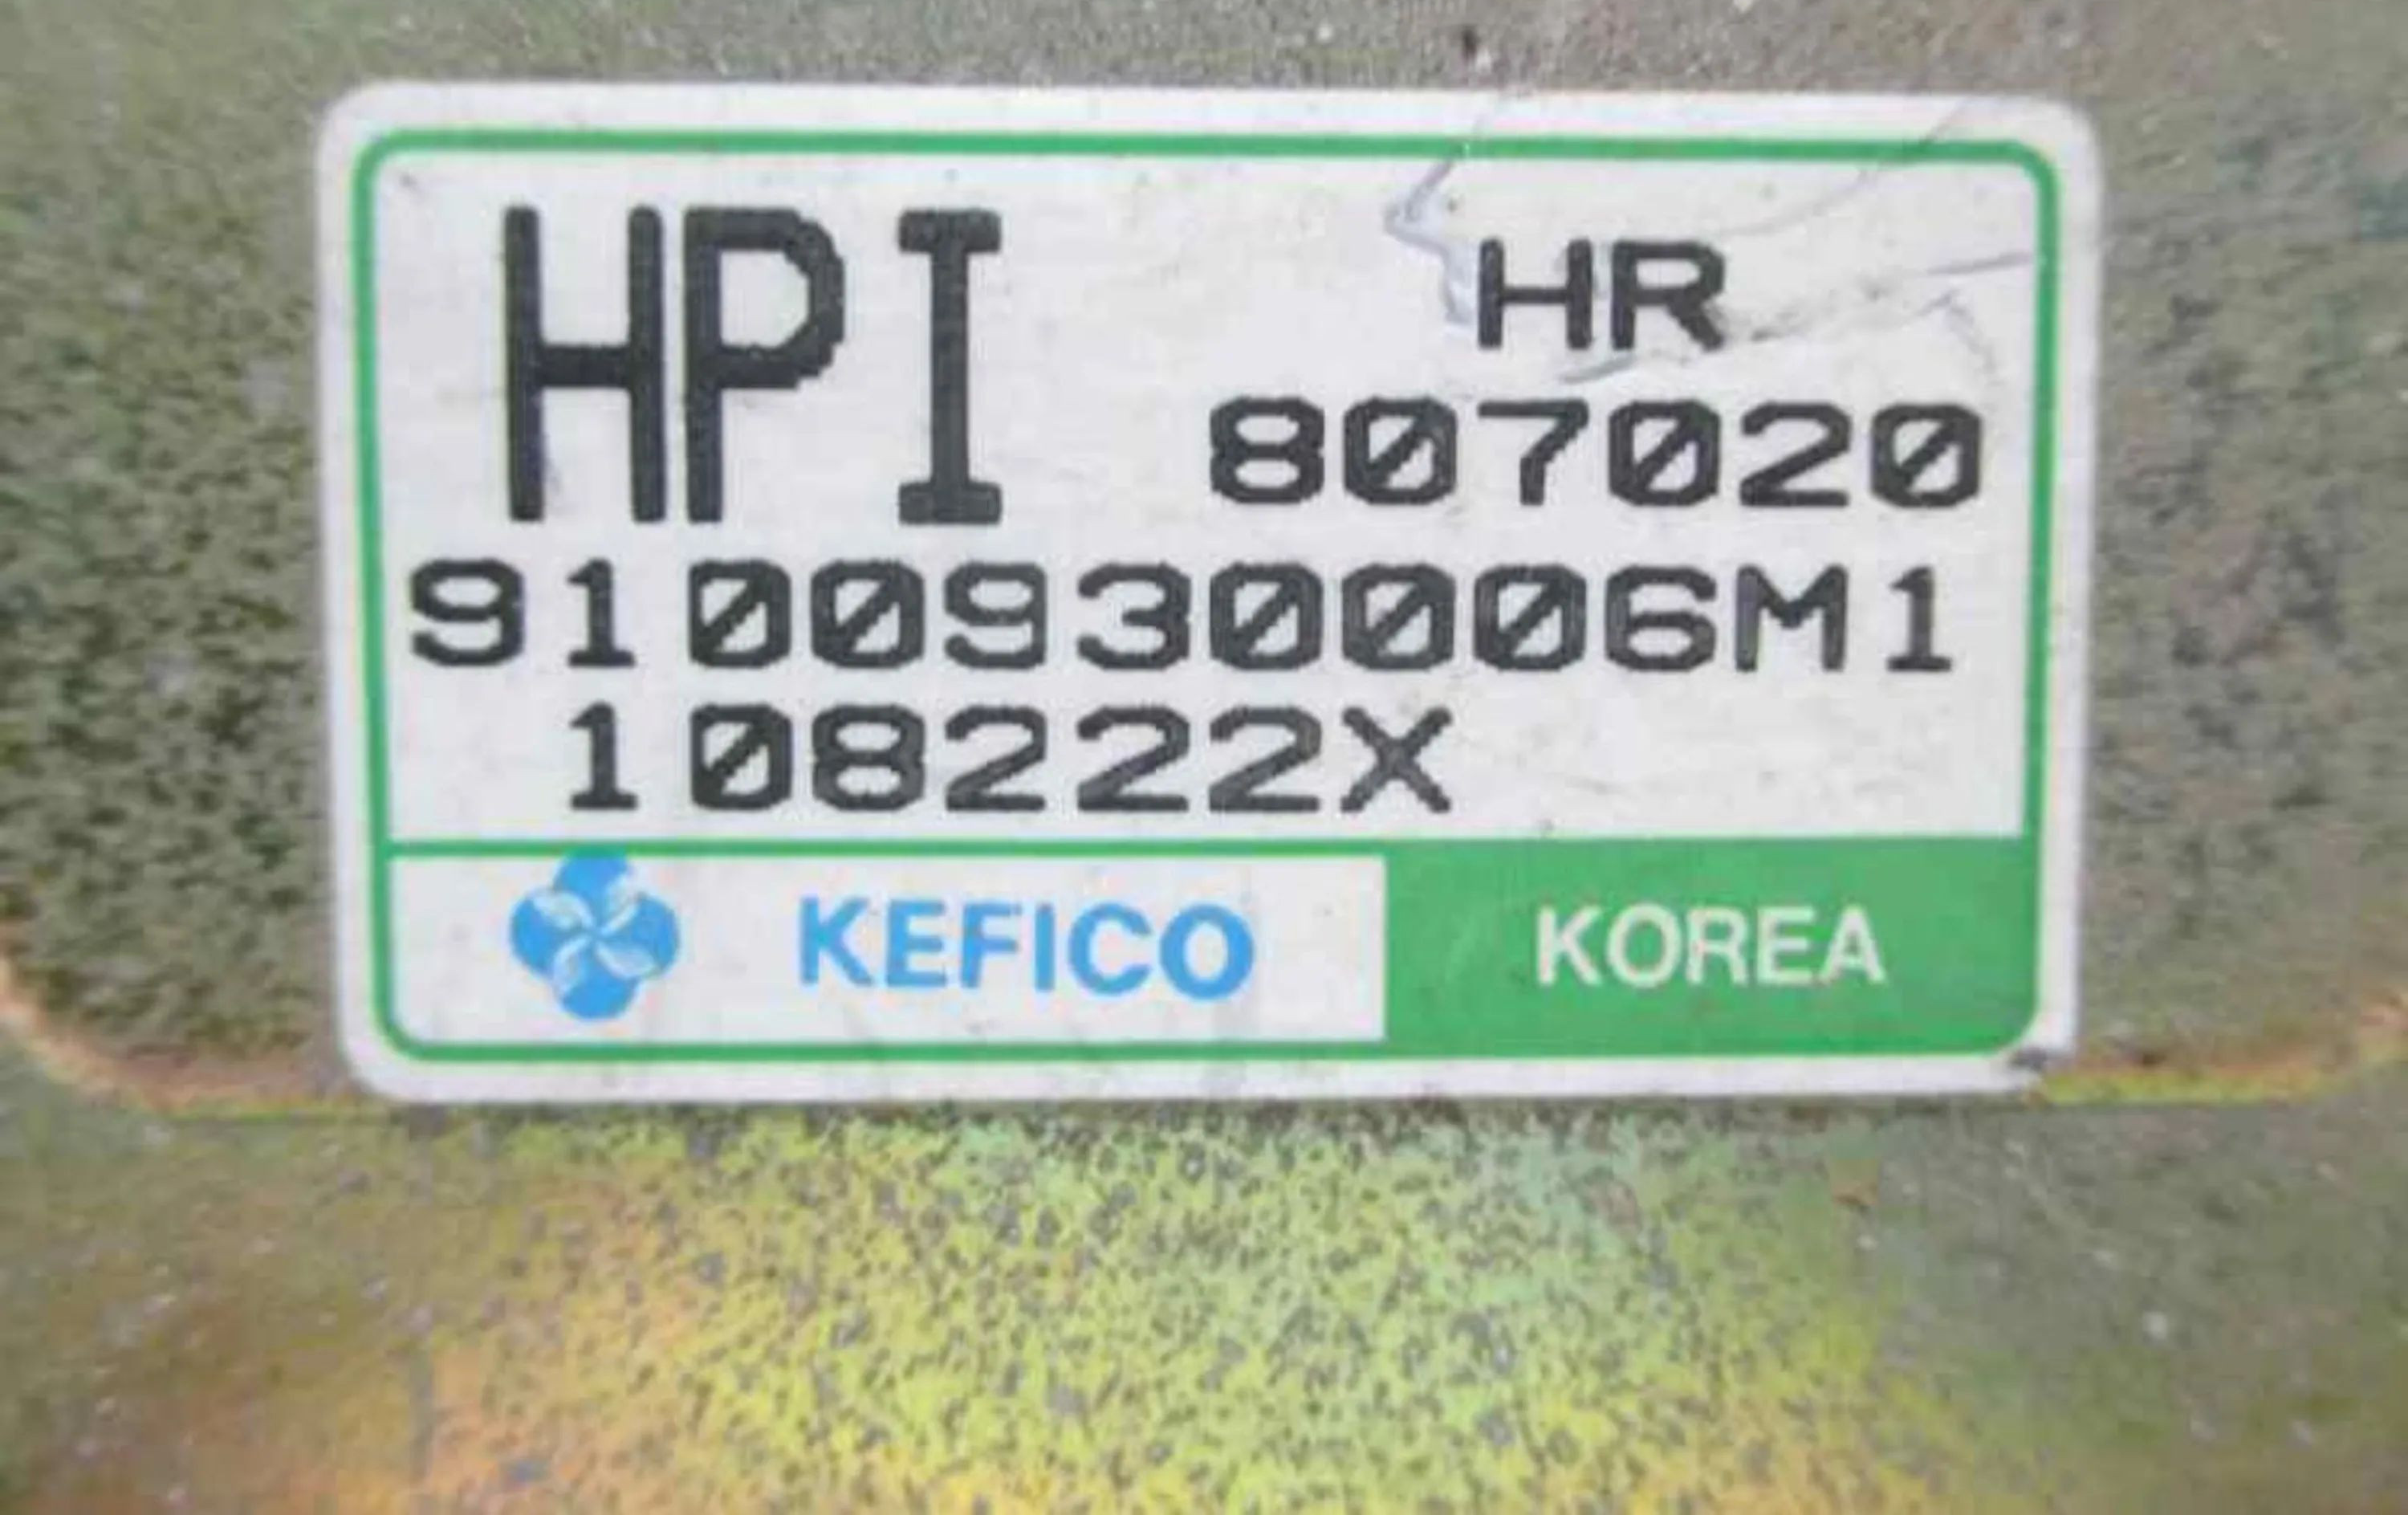 HPI HR
807020
9100930006M1
108222X
KEFICO KOREA